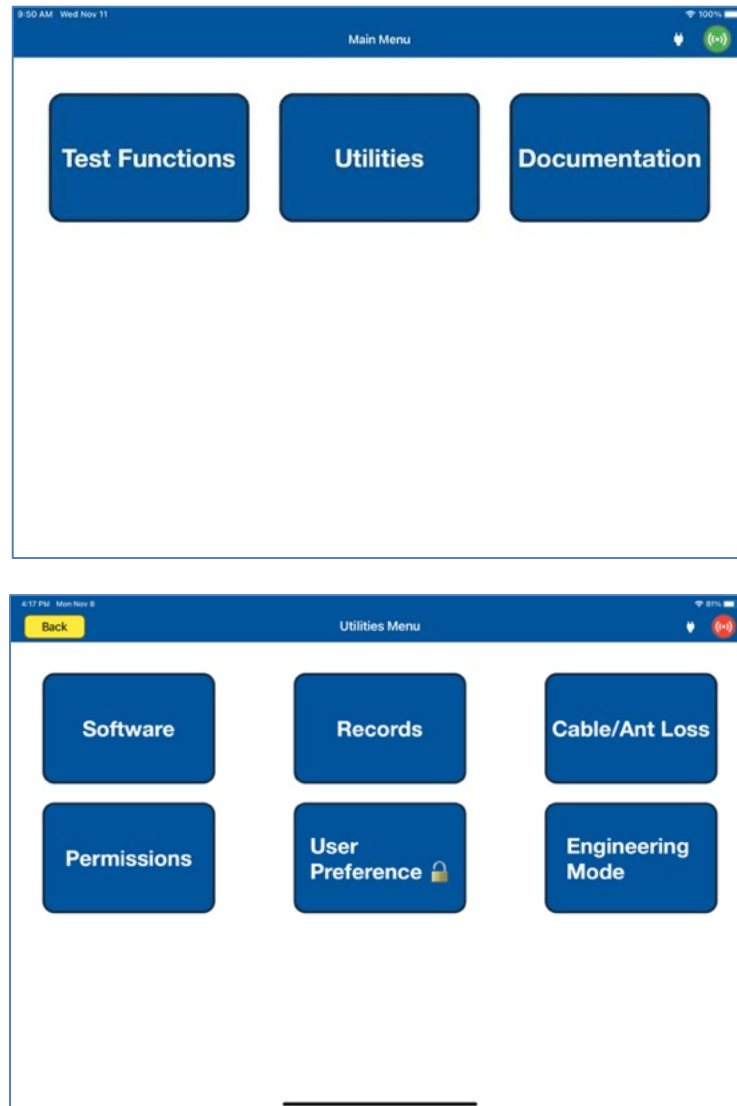 9:50 AM Wed Nov 11
100%
Main Menu
Test Functions
Utilities
Documentation
4:17 PM Mon Nov 8
81%
Back
Utilities Menu
Software
Records
Cable/Ant Loss
Permissions
User
Preference
Engineering
Mode